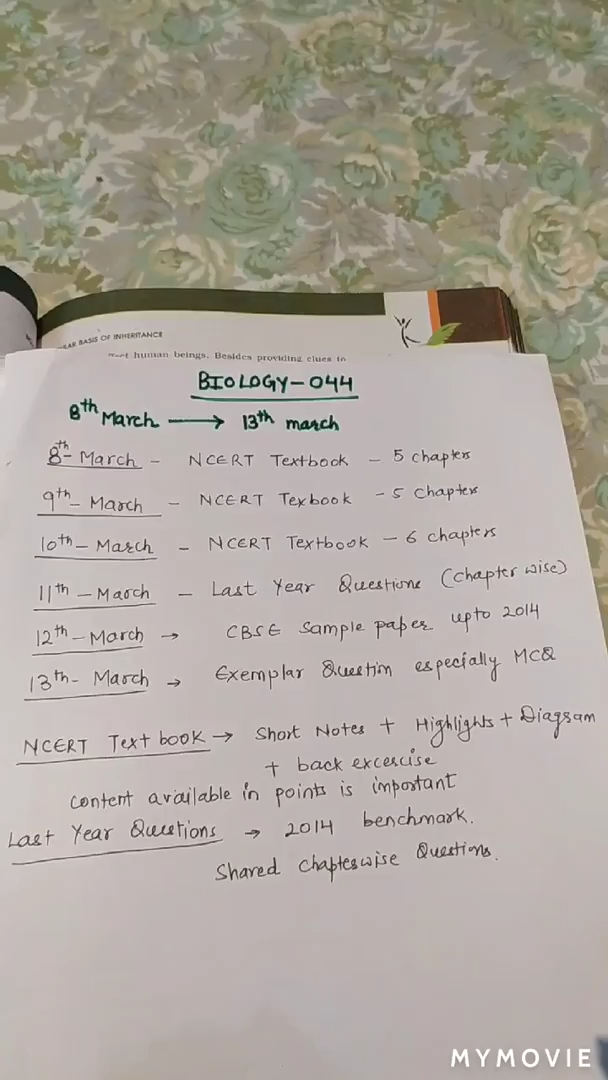 BASIS OF INHERITANCE
human beings. Besides providing clues to
BIOLOGY-044
8th March → 13th march
8th March - NCERT Textbook - 5 chapters
9th - March - NCERT Texbook - 5 chapters
10th - March - NCERT Textbook - 6 chapters
11th - March - Last Year Questions (chapter wise)
12th - March → CBSE sample paper upto 2014
13th - March → Exemplar Question especially MCQ
NCERT Text book → Short Notes + Highlights + Diagram
+ back excercise
content available in points is important
Last Year Questions → 2014 benchmark.
Shared chapteswise Questions.
MYMOVIE